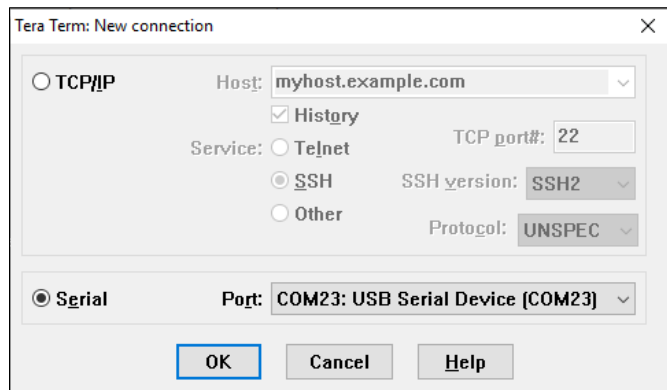 Tera Term: New connection
TCP/IP
Host: myhost.example.com
History
Service: Telnet
TCP port#: 22
SSH
SSH version: SSH2
Other
Protocol: UNSPEC
Serial
Port: COM23: USB Serial Device (COM23)
OK
Cancel
Help